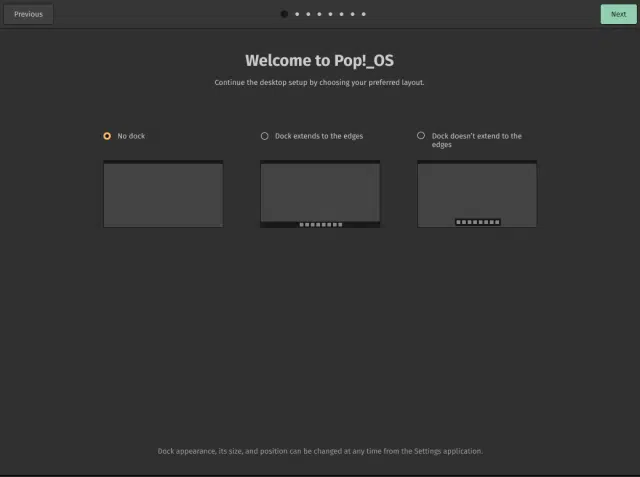 Previous
Next
Welcome to Pop!_OS
Continue the desktop setup by choosing your preferred layout.
No dock
Dock extends to the edges
Dock doesn't extend to the
edges
Dock appearance, its size, and position can be changed at any time from the Settings application.